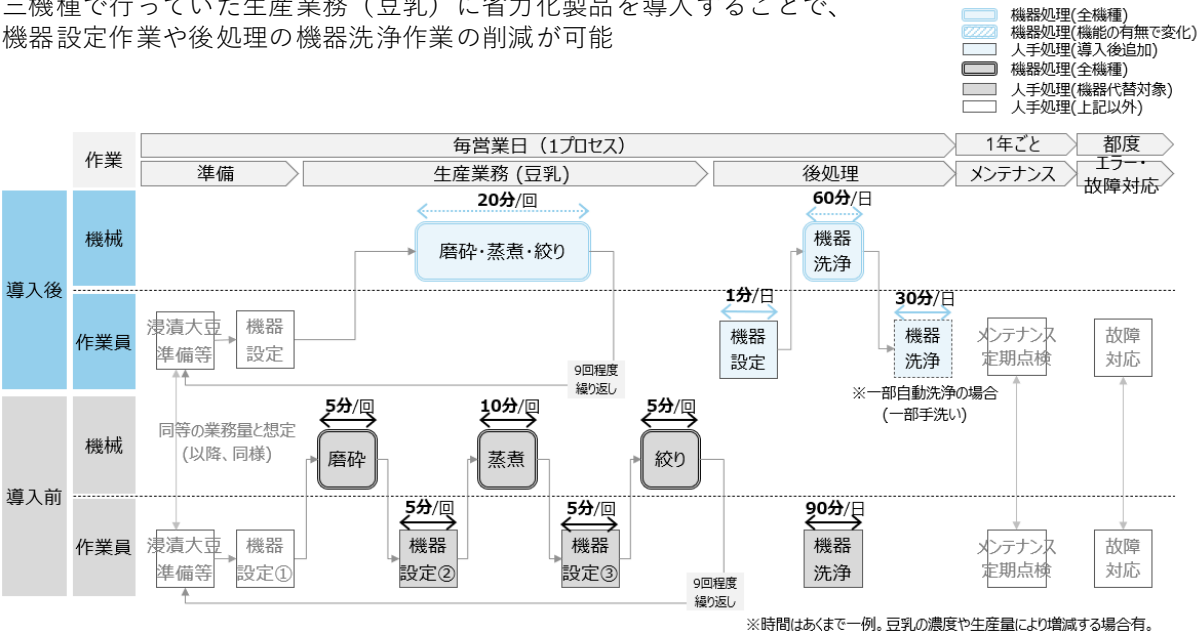 三機種で行っていた生産業務（豆乳）に省力化製品を導入することで、
機器設定作業や後処理の機器洗浄作業の削減が可能
機器処理(全機種)
機器処理(機能の有無で変化)
人手処理(導入後追加)
機器処理(全機種)
人手処理(機器代替対象)
人手処理(上記以外)
作業
毎営業日（1プロセス）
1年ごと
都度
準備
生産業務 (豆乳)
後処理
メンテナンス
エラー・
故障対応
導入後
機械
20分/回
磨砕・蒸煮・絞り
60分/日
機器
洗浄
作業員
浸漬大豆
準備等
機器
設定
9回程度
繰り返し
1分/日
機器
設定
30分/日
機器
洗浄
※一部自動洗浄の場合
(一部手洗い)
メンテナンス
定期点検
故障
対応
同等の業務量と想定
(以降、同様)
導入前
機械
5分/回
磨砕
10分/回
蒸煮
5分/回
絞り
作業員
浸漬大豆
準備等
機器
設定①
5分/回
機器
設定②
5分/回
機器
設定③
9回程度
繰り返し
90分/日
機器
洗浄
メンテナンス
定期点検
故障
対応
※時間はあくまで一例。豆乳の濃度や生産量により増減する場合有。